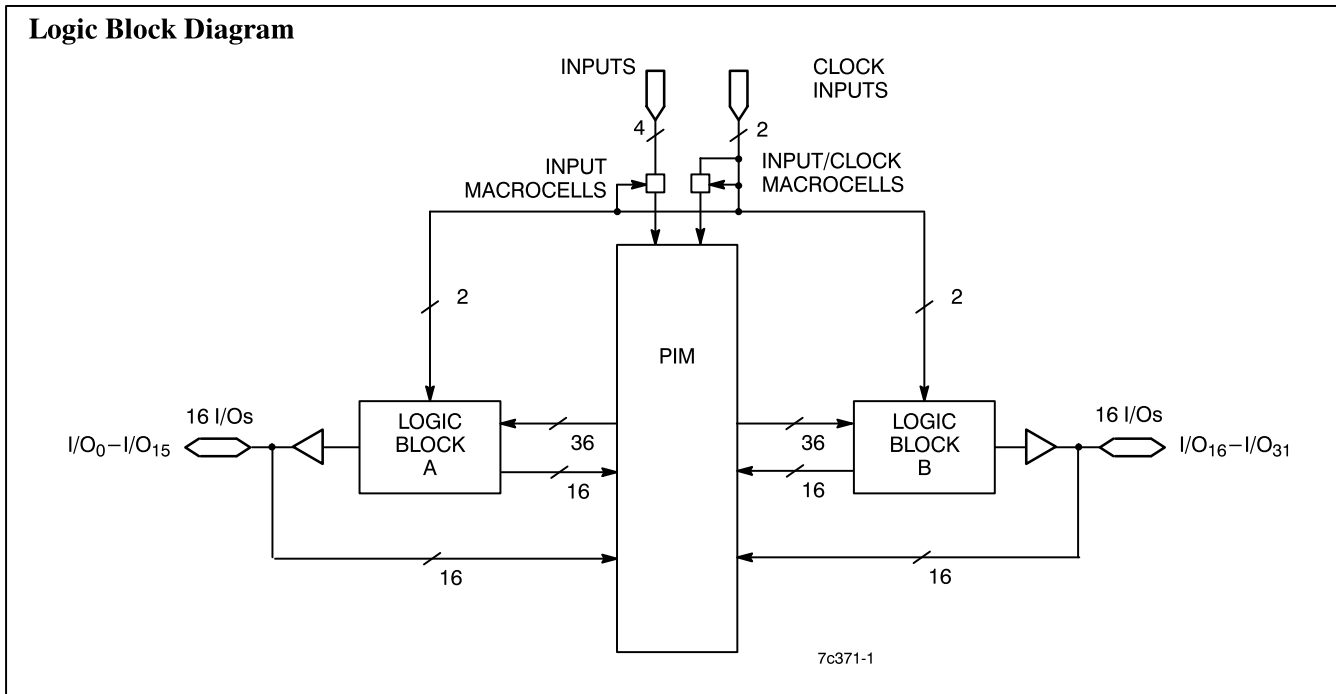 Logic Block Diagram
INPUTS
CLOCK
INPUTS
4
2
INPUT
MACROCELLS
INPUT/CLOCK
MACROCELLS
2
2
PIM
16 I/Os
I/O0–I/O15
LOGIC
BLOCK
A
36
16
16
36
16
16
LOGIC
BLOCK
B
16 I/Os
I/O16–I/O31
7c371-1